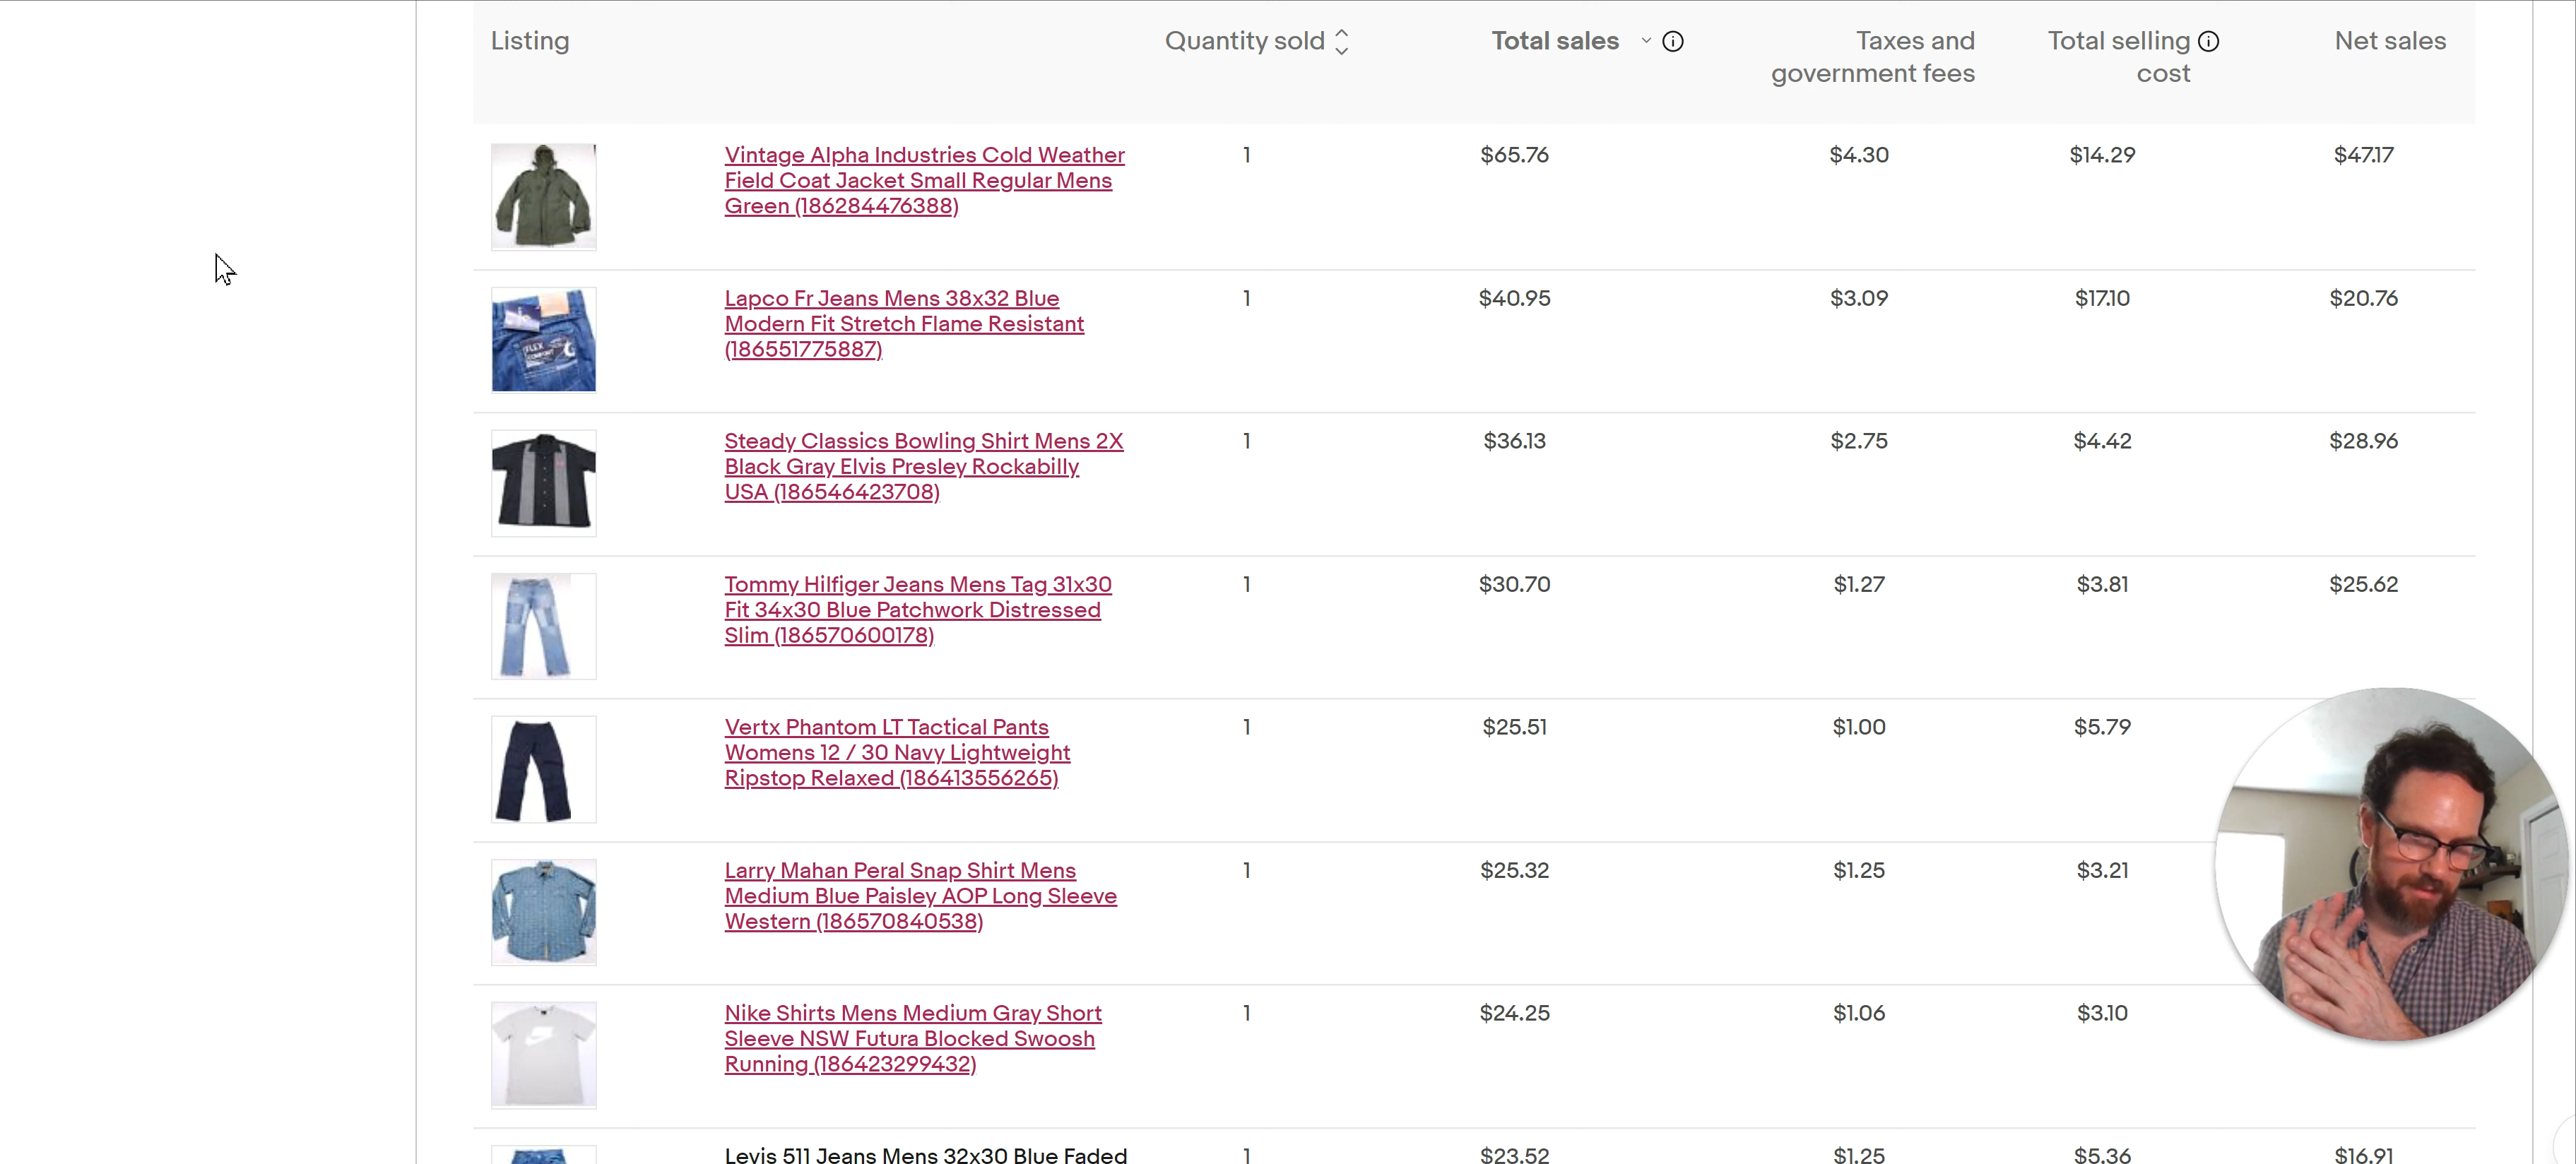 Listing
Quantity sold
Total sales
Taxes and
government fees
Total selling
cost
Net sales
Vintage Alpha Industries Cold Weather
Field Coat Jacket Small Regular Mens
Green (186284476388)
1
$65.76
$4.30
$14.29
$47.17
Lapco Fr Jeans Mens 38x32 Blue
Modern Fit Stretch Flame Resistant
(186551775887)
1
$40.95
$3.09
$17.10
$20.76
FLEX
COMFORT
Steady Classics Bowling Shirt Mens 2X
Black Gray Elvis Presley Rockabilly
USA (186546423708)
1
$36.13
$2.75
$4.42
$28.96
Tommy Hilfiger Jeans Mens Tag 31x30
Fit 34x30 Blue Patchwork Distressed
Slim (186570600178)
1
$30.70
$1.27
$3.81
$25.62
Vertx Phantom LT Tactical Pants
Womens 12 / 30 Navy Lightweight
Ripstop Relaxed (186413556265)
1
$25.51
$1.00
$5.79
Larry Mahan Peral Snap Shirt Mens
Medium Blue Paisley AOP Long Sleeve
Western (186570840538)
1
$25.32
$1.25
$3.21
Nike Shirts Mens Medium Gray Short
Sleeve NSW Futura Blocked Swoosh
Running (186423299432)
1
$24.25
$1.06
$3.10
Levis 511 Jeans Mens 32x30 Blue Faded
1
$23.52
$1.25
$5.36
$16.91